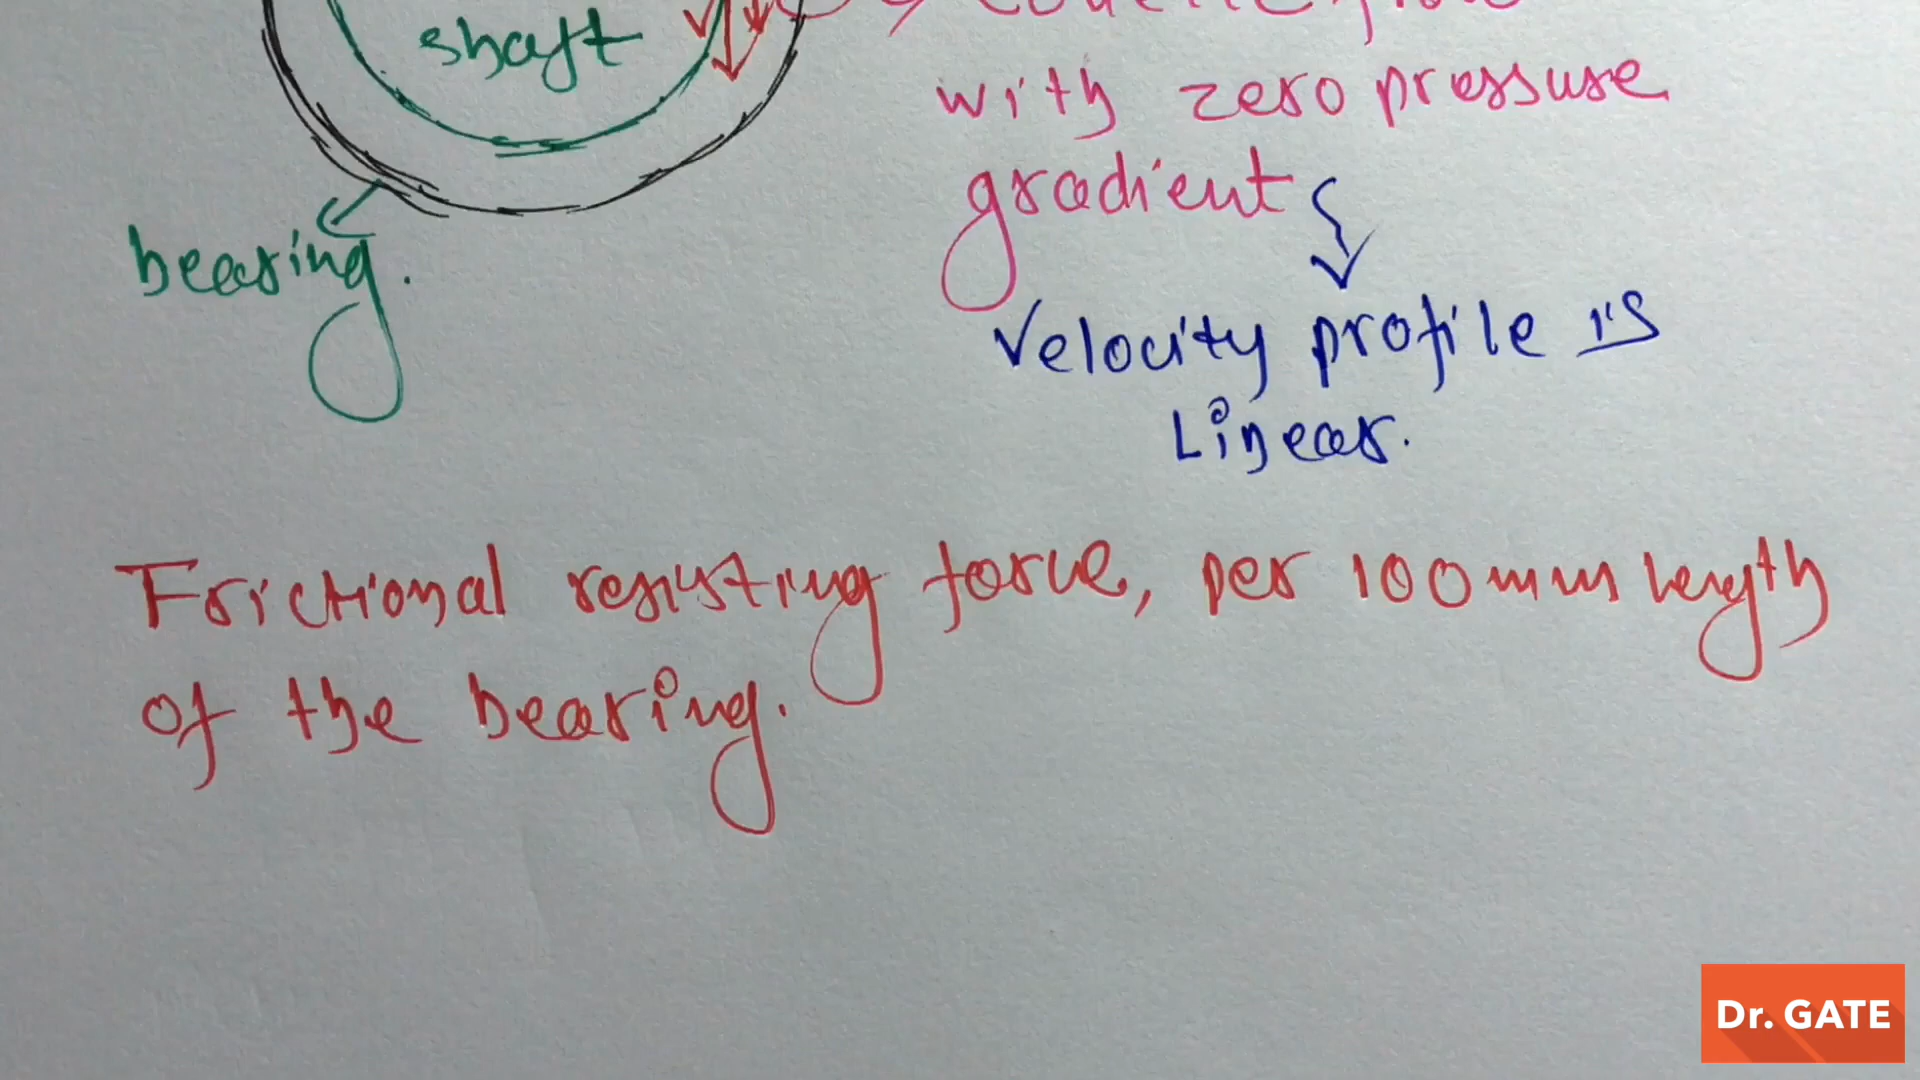 shaft
with zero pressure
gradient
bearing.
Velocity profile is
Linear.
Frictional resisting force, per 100mm length
of the bearing.
Dr. GATE